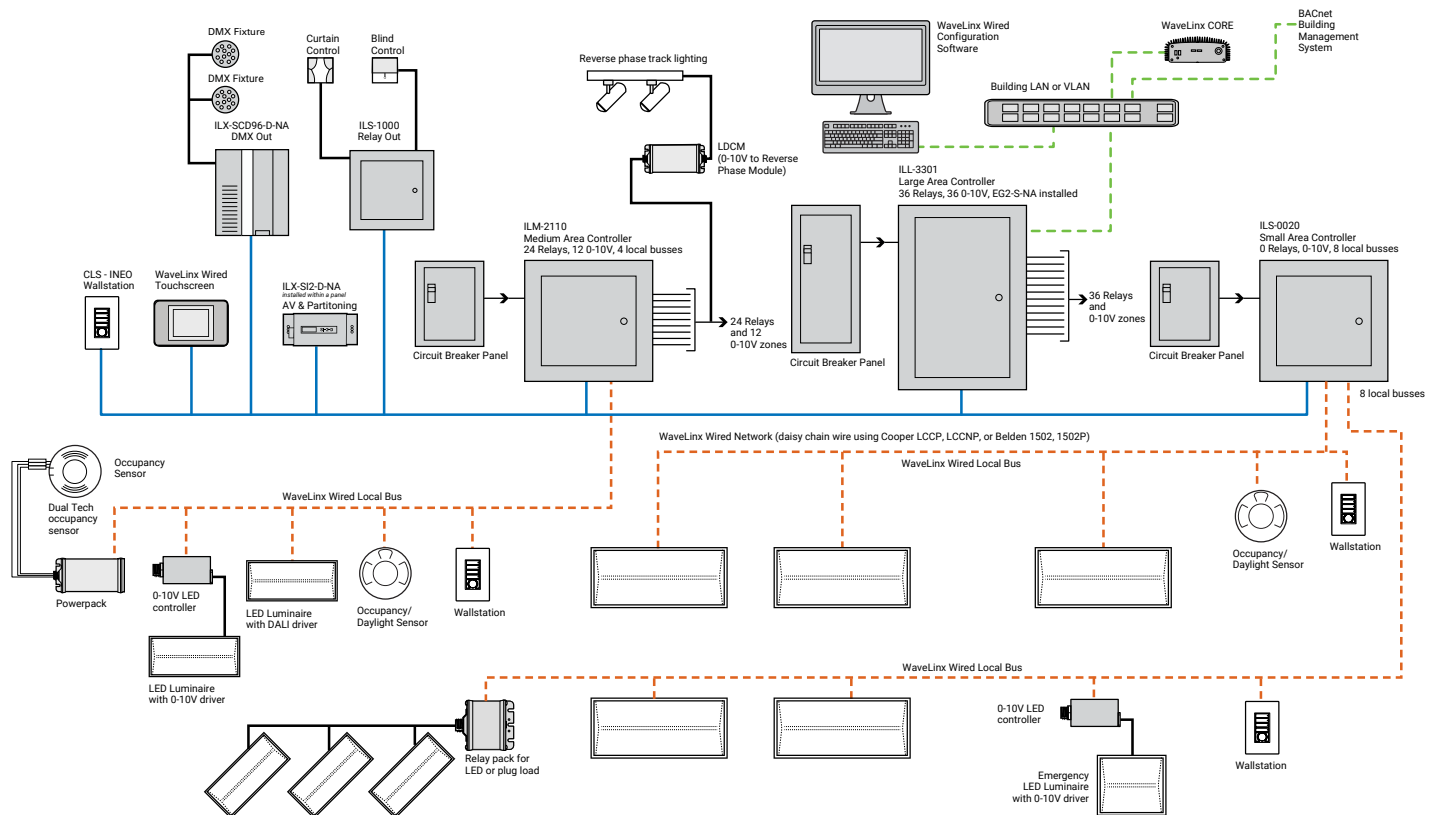 DMX Fixture
DMX Fixture
ILX-SCD96-D-NA
DMX Out
Curtain
Control
Blind
Control
ILS-1000
Relay Out
Reverse phase track lighting
LDCM
(0-10V to Reverse
Phase Module)
WaveLinx Wired
Configuration
Software
WaveLinx CORE
BACnet
Building
Management
System
Building LAN or VLAN
ILL-3301
Large Area Controller
36 Relays, 36 0-10V, EG2-S-NA installed
ILM-2110
Medium Area Controller
24 Relays, 12 0-10V, 4 local busses
ILS-0020
Small Area Controller
0 Relays, 0-10V, 8 local busses
CLS - INEO
Wallstation
WaveLinx Wired
Touchscreen
ILX-SI2-D-NA
installed within a panel
AV & Partitoning
Circuit Breaker Panel
24 Relays
and 12
0-10V zones
Circuit Breaker Panel
36 Relays
and
0-10V zones
Circuit Breaker Panel
8 local busses
WaveLinx Wired Network (daisy chain wire using Cooper LCCP, LCCNP, or Belden 1502, 1502P)
WaveLinx Wired Local Bus
Occupancy
Sensor
Dual Tech
occupancy
sensor
WaveLinx Wired Local Bus
Powerpack
0-10V LED
controller
LED Luminaire
with DALI driver
Occupancy/
Daylight Sensor
Wallstation
LED Luminaire
with 0-10V driver
Occupancy/
Daylight Sensor
Wallstation
WaveLinx Wired Local Bus
Relay pack for
LED or plug load
0-10V LED
controller
Emergency
LED Luminaire
with 0-10V driver
Wallstation